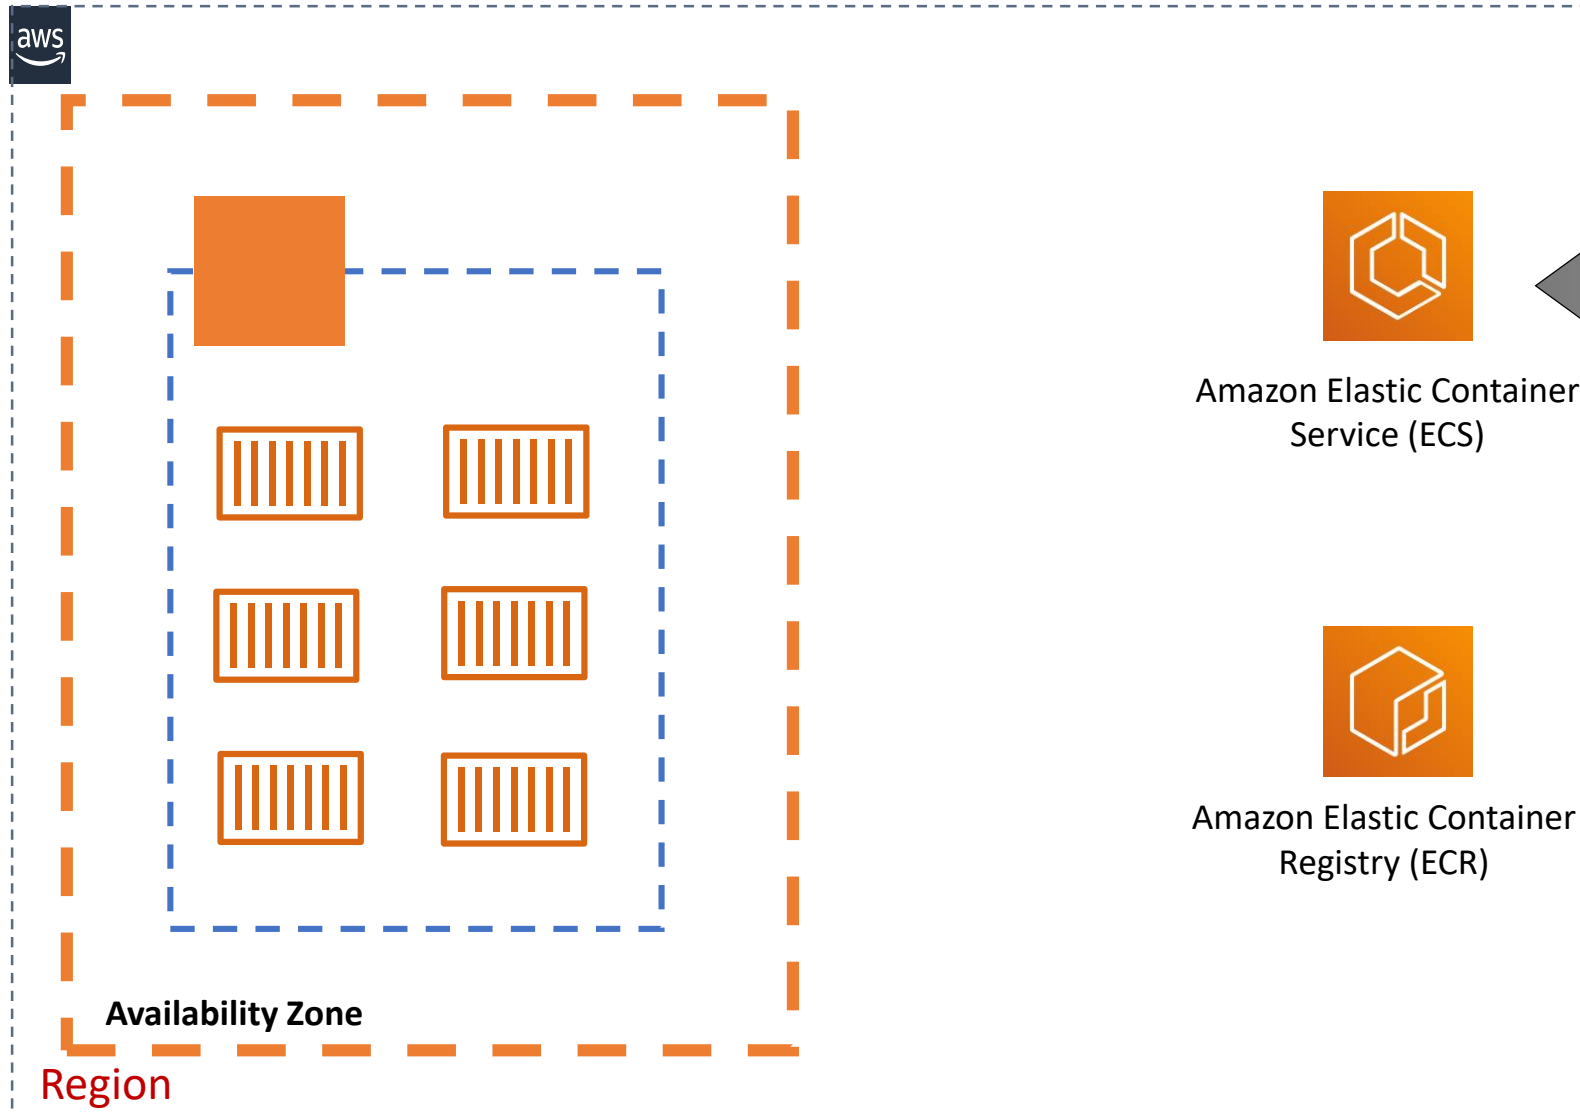 aws
Amazon Elastic Container
Service (ECS)
Amazon Elastic Container
Registry (ECR)
Availability Zone
Region